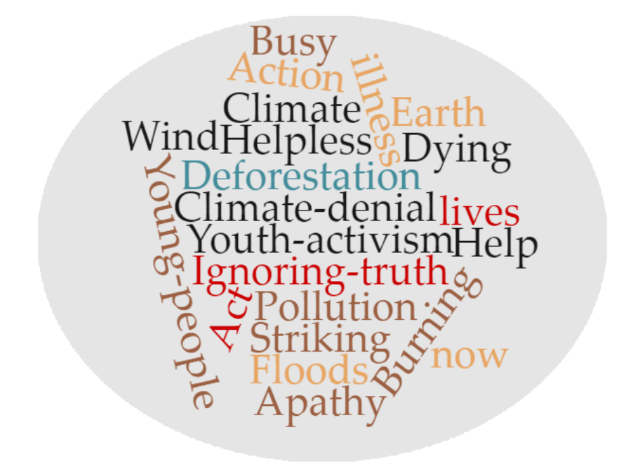 Busy
Action
illness
Climate
Earth
Wind
Helpless
Dying
Deforestation
Young-people
Climate-denial
lives
Youth-activism
Help
Ignoring-truth
Act
Pollution
Burning
Striking
now
Floods
Apathy